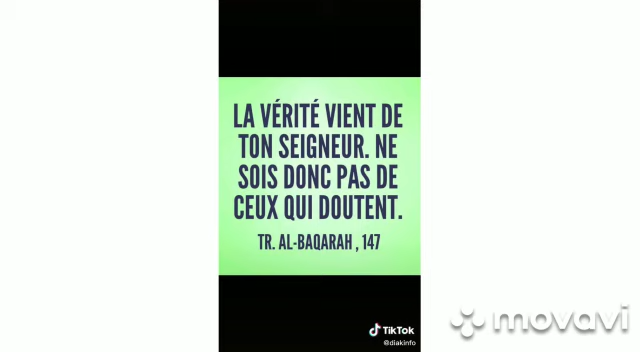 LA VÉRITÉ VIENT DE
TON SEIGNEUR. NE
SOIS DONC PAS DE
CEUX QUI DOUTENT.
TR. AL-BAQARAH , 147
TikTok
@diakinfo
movavi